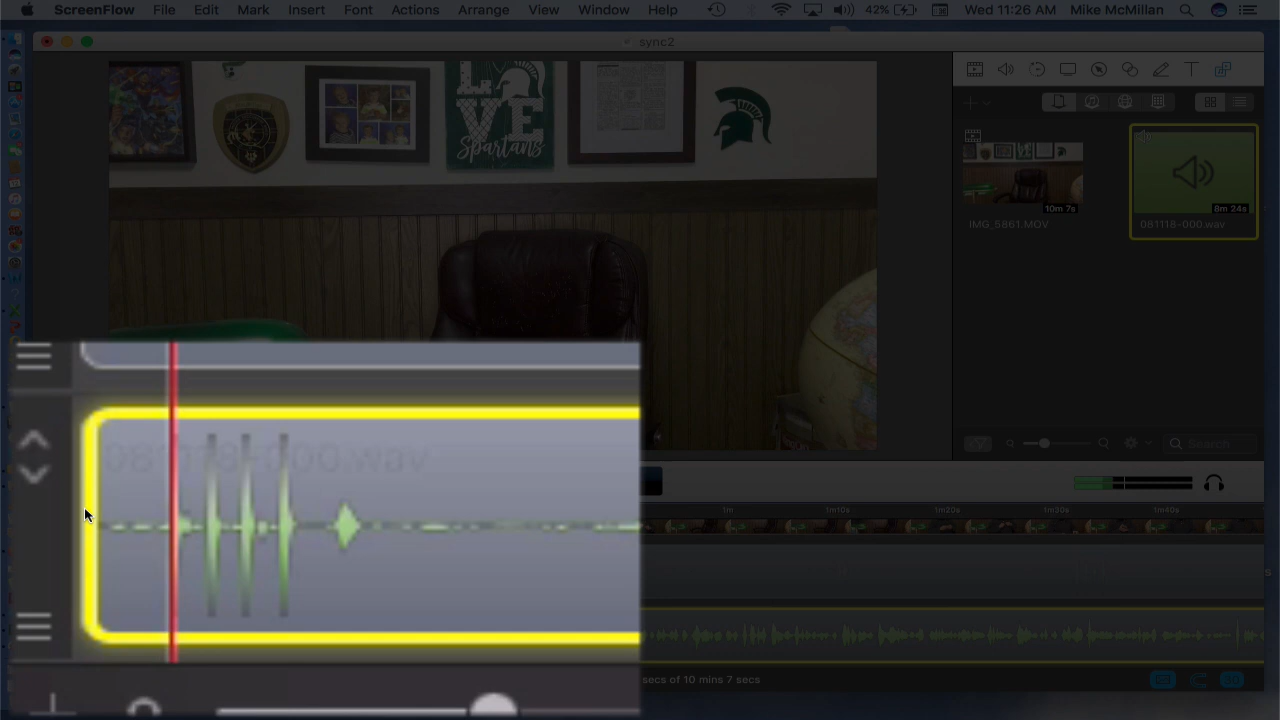 ScreenFlow File Edit Mark Insert Font Actions Arrange View Window Help 42% Wed 11:26 AM Mike McMillan
sync2
LOVE
Spartans
10m 7s
8m 24s
IMG_5861.MOV
081118-000.wav
Search
081118-000.wav
1m 1m10s 1m20s 1m30s 1m40s
secs of 10 mins 7 secs